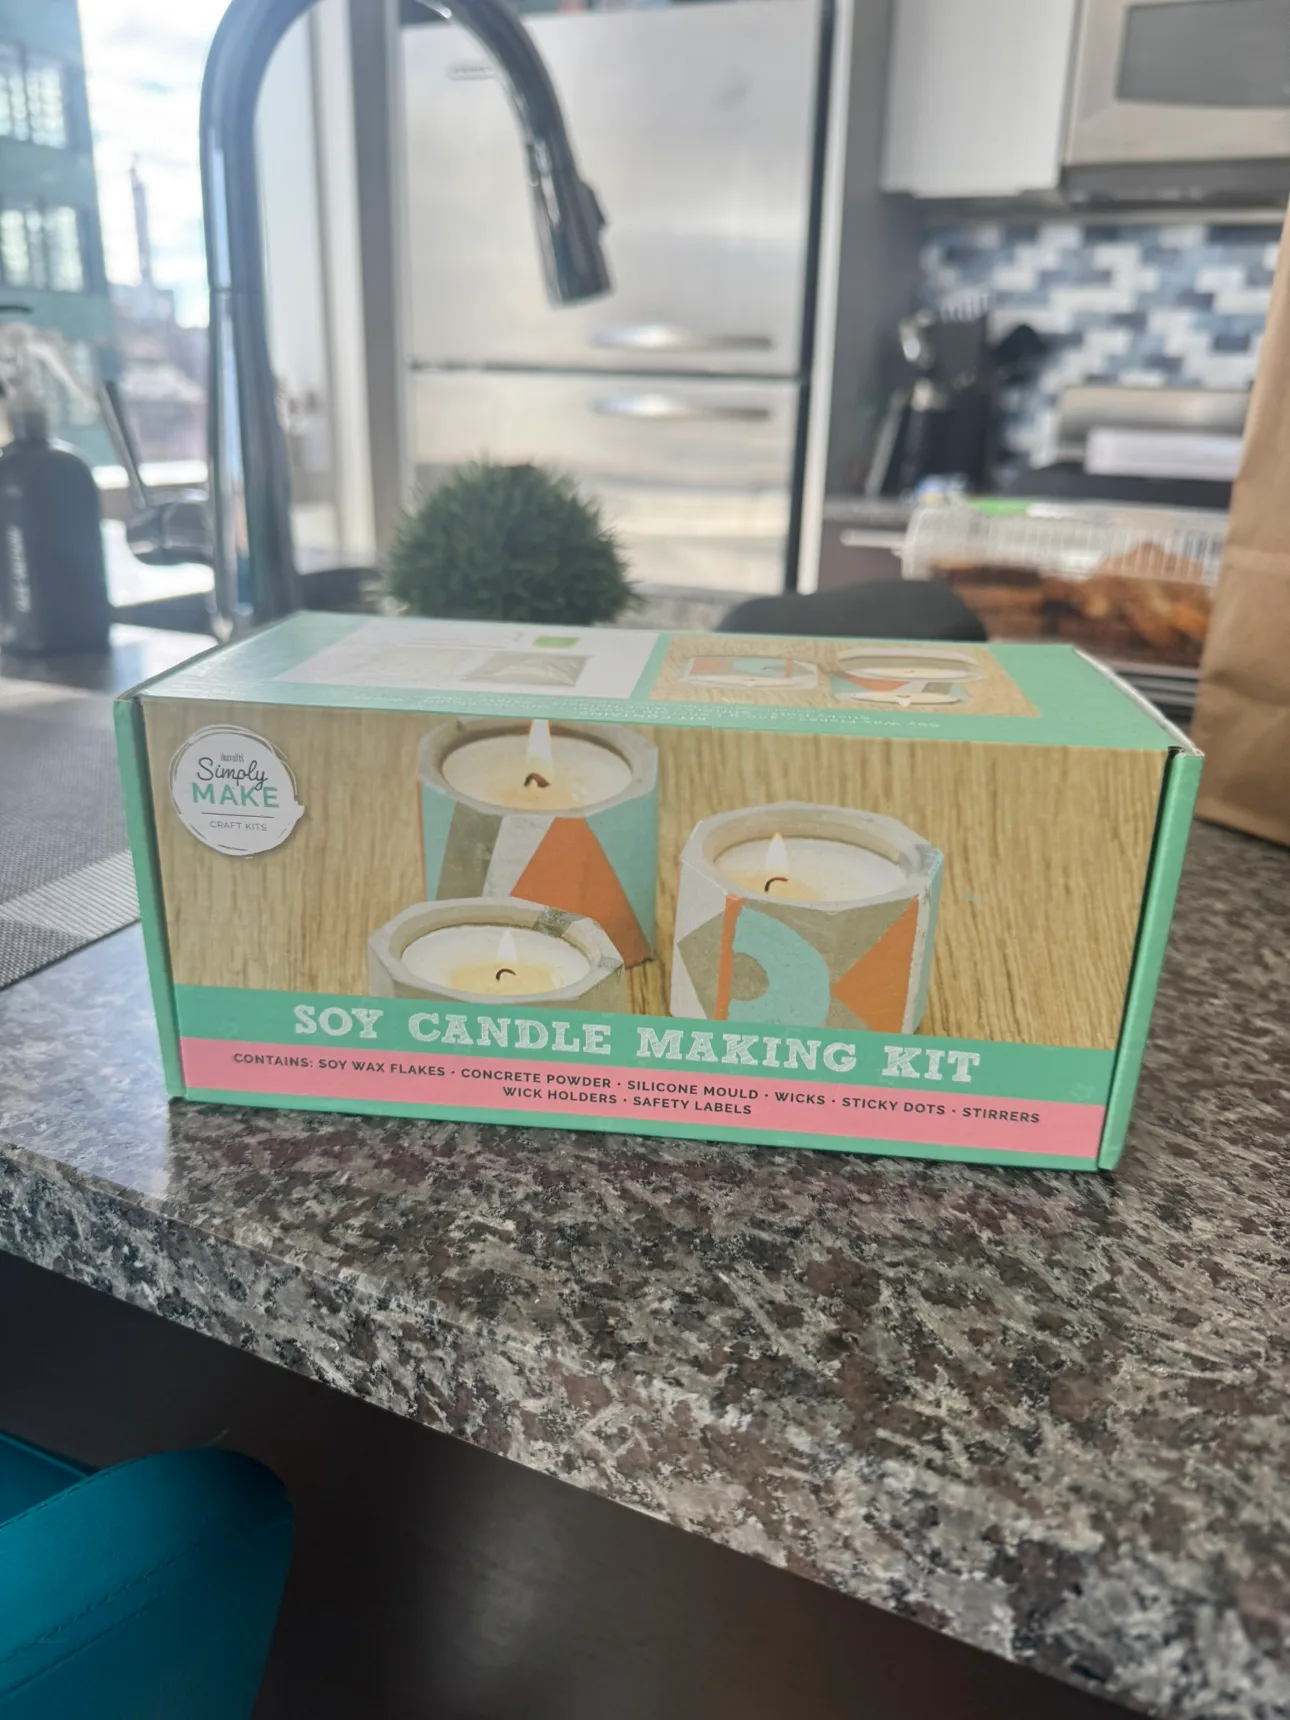 Simply
MAKE
CRAFT KITS
SOY CANDLE MAKING KIT
CONTAINS: SOY WAX FLAKES • CONCRETE POWDER • SILICONE MOULD • WICKS • STICKY DOTS • STIRRERS
WICK HOLDERS • SAFETY LABELS